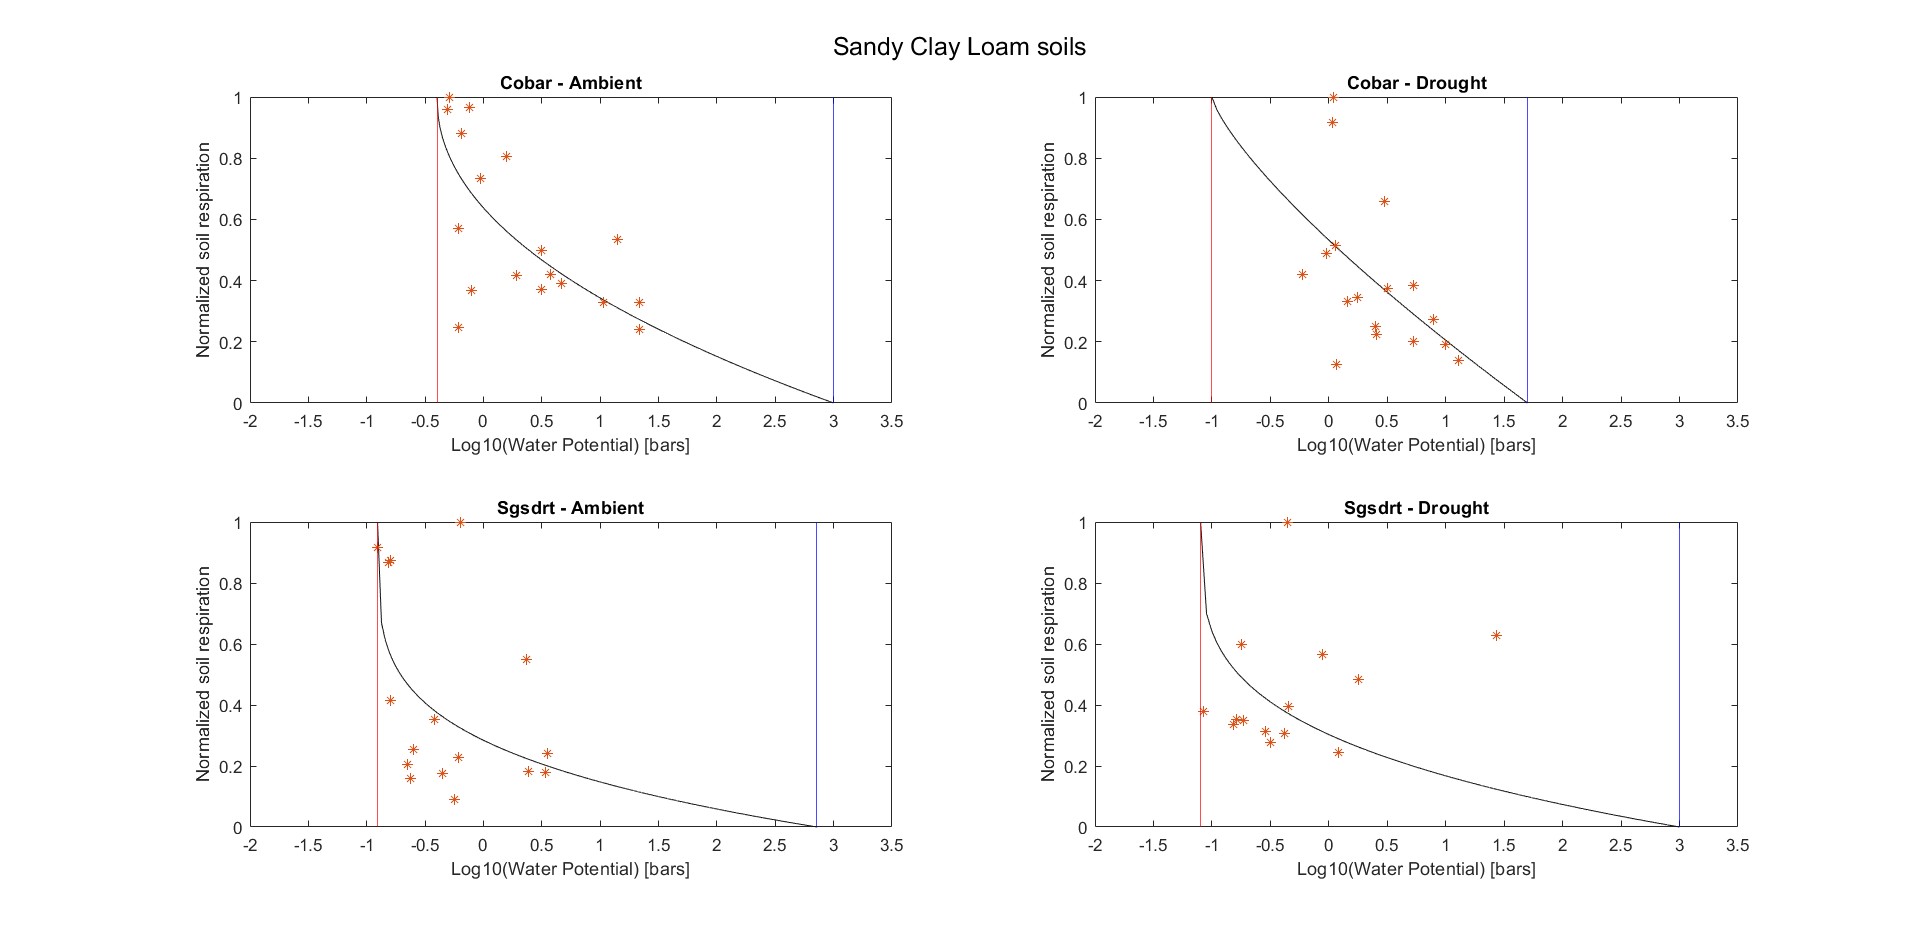 Sandy Clay Loam soils
Cobar - Ambient
Normalized soil respiration
1
0.8
0.6
0.4
0.2
0
-2 -1.5 -1 -0.5 0 0.5 1 1.5 2 2.5 3 3.5
Log10(Water Potential) [bars]
Cobar - Drought
Normalized soil respiration
1
0.8
0.6
0.4
0.2
0
-2 -1.5 -1 -0.5 0 0.5 1 1.5 2 2.5 3 3.5
Log10(Water Potential) [bars]
Sgsdrt - Ambient
Normalized soil respiration
1
0.8
0.6
0.4
0.2
0
-2 -1.5 -1 -0.5 0 0.5 1 1.5 2 2.5 3 3.5
Log10(Water Potential) [bars]
Sgsdrt - Drought
Normalized soil respiration
1
0.8
0.6
0.4
0.2
0
-2 -1.5 -1 -0.5 0 0.5 1 1.5 2 2.5 3 3.5
Log10(Water Potential) [bars]